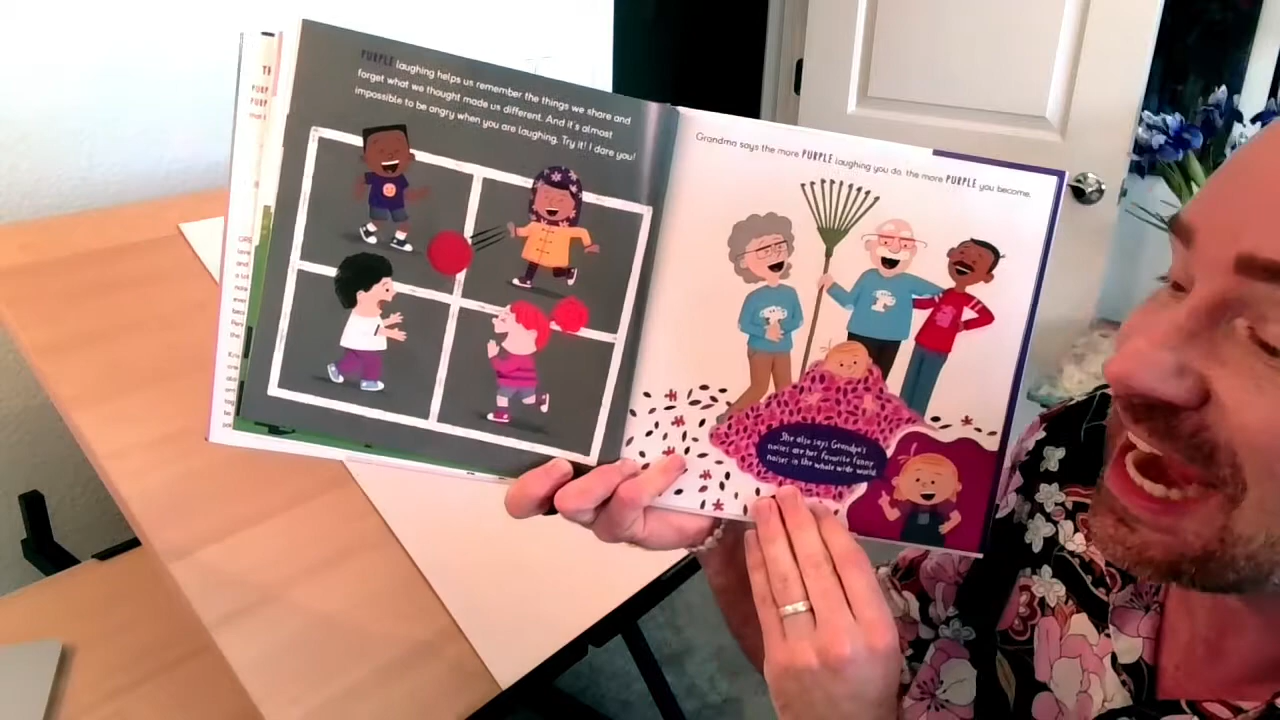 PURPLE laughing helps us remember the things we share and
forget what we thought made us different. And it's almost
impossible to be angry when you are laughing. Try it! I dare you!
Grandma says the more PURPLE laughing you do, the more PURPLE you become.
She also says Grandpa's
noises are her favorite funny
noises in the whole wide world